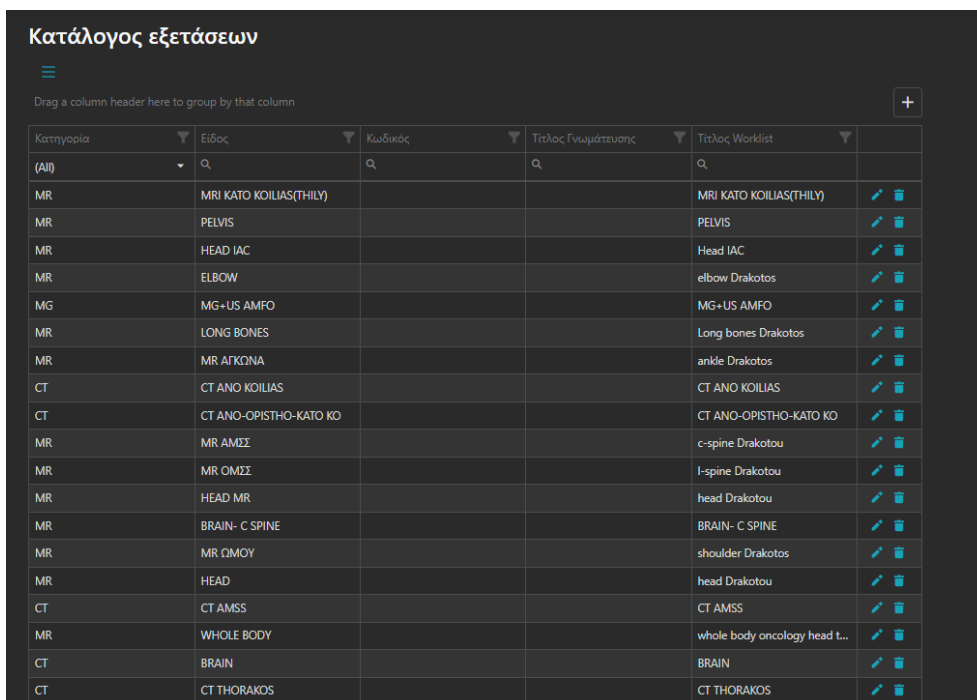 Κατάλογος εξετάσεων
Drag a column header here to group by that column
Κατηγορία Είδος Κωδικός Τίτλος Γνωμάτευσης Τίτλος Worklist
(All)
MR MRI KATO KOILIAS(THILY) MRI KATO KOILIAS(THILY)
MR PELVIS PELVIS
MR HEAD IAC Head IAC
MR ELBOW elbow Drakotos
MG MG+US AMFO MG+US AMFO
MR LONG BONES Long bones Drakotos
MR MR ΑΓΚΩΝΑ ankle Drakotos
CT CT ANO KOILIAS CT ANO KOILIAS
CT CT ANO-OPISTHO-KATO KO CT ANO-OPISTHO-KATO KO
MR MR ΑΜΣΣ c-spine Drakotou
MR MR ΟΜΣΣ l-spine Drakotou
MR HEAD MR head Drakotou
MR BRAIN- C SPINE BRAIN- C SPINE
MR MR ΩΜΟΥ shoulder Drakotos
MR HEAD head Drakotou
CT CT AMSS CT AMSS
MR WHOLE BODY whole body oncology head t...
CT BRAIN BRAIN
CT CT THORAKOS CT THORAKOS